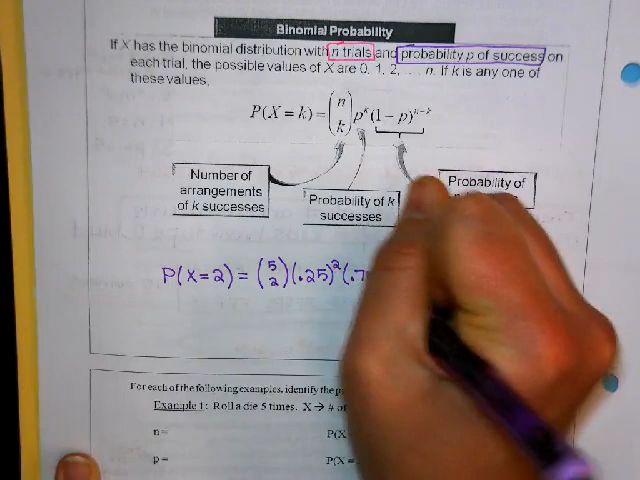 Binomial Probability
If X has the binomial distribution with n trials and probability p of success on
each trial, the possible values of X are 0, 1, 2, . . . n. If k is any one of
these values,
P(X = k) = (n k) p^k (1 − p)^{n−k}
Number of
arrangements
of k successes
Probability of k
successes
Probability of
P(X=2) = (5 2)(.25)²(.7
For each of the following examples, identify the
Example 1: Roll a die 5 times. X → # of
n= P(X
p= P(X =